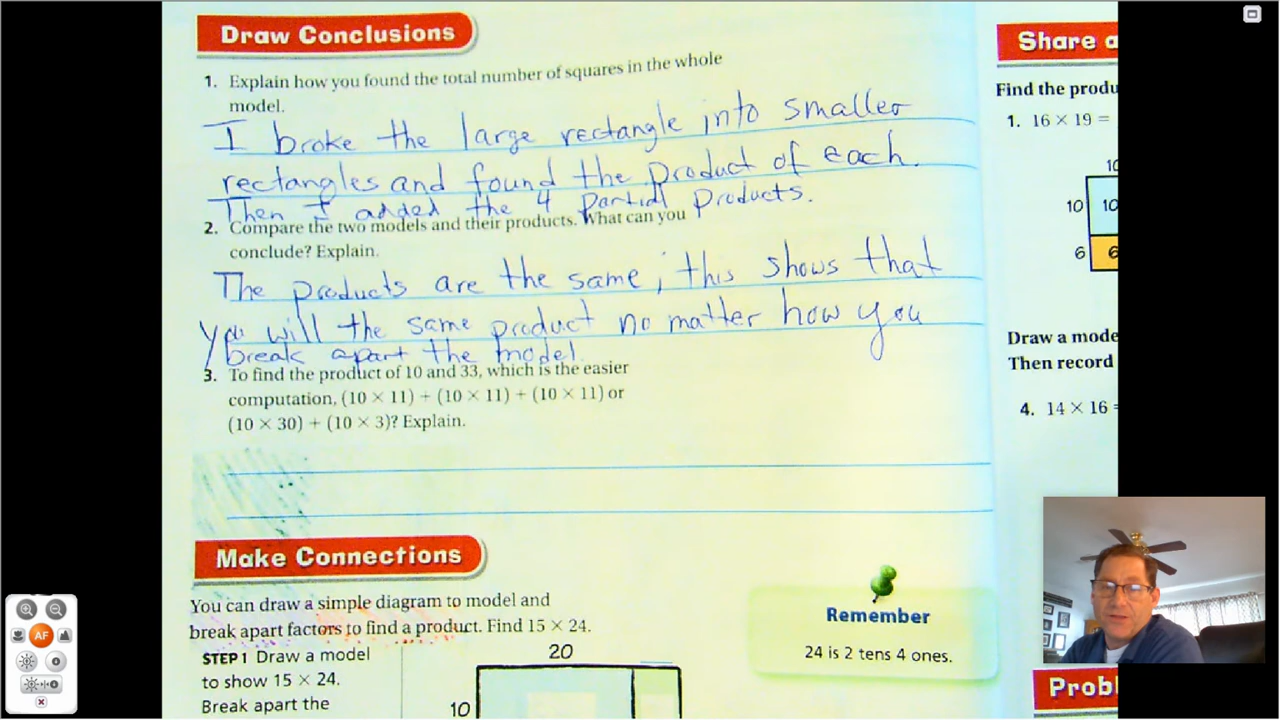 Draw Conclusions
1. Explain how you found the total number of squares in the whole
model.
I broke the large rectangle into smaller
rectangles and found the product of each.
Then I added the 4 partial products.
2. Compare the two models and their products. What can you
conclude? Explain.
The products are the same; this shows that
you will the same product no matter how you
break apart the model.
3. To find the product of 10 and 33, which is the easier
computation, (10 × 11) + (10 × 11) + (10 × 11) or
(10 × 30) + (10 × 3)? Explain.
Make Connections
You can draw a simple diagram to model and
break apart factors to find a product. Find 15 × 24.
STEP 1 Draw a model
to show 15 × 24.
Break apart the
20
10
Remember
24 is 2 tens 4 ones.
Share a
Find the produ
1. 16 × 19 =
10
10
10
6
6
Draw a mode
Then record
4. 14 × 16 =
Probl
AF